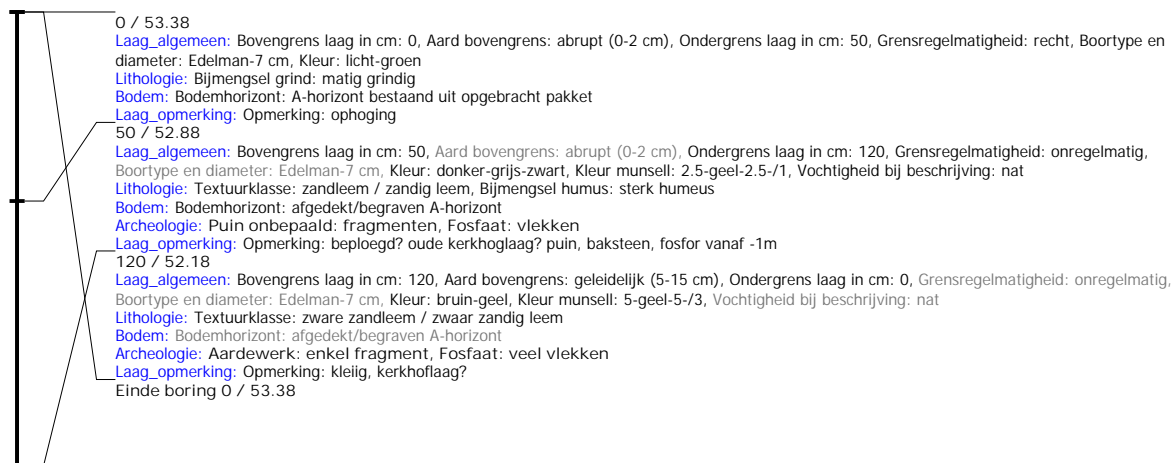 0 / 53.38
Laag_algemeen: Bovengrens laag in cm: 0, Aard bovengrens: abrupt (0-2 cm), Ondergrens laag in cm: 50, Grensregelmatigheid: recht, Boortype en
diameter: Edelman-7 cm, Kleur: licht-groen
Lithologie: Bijmengsel grind: matig grindig
Bodem: Bodemhorizont: A-horizont bestaand uit opgebracht pakket
Laag_opmerking: Opmerking: ophoging
50 / 52.88
Laag_algemeen: Bovengrens laag in cm: 50, Aard bovengrens: abrupt (0-2 cm), Ondergrens laag in cm: 120, Grensregelmatigheid: onregelmatig,
Boortype en diameter: Edelman-7 cm, Kleur: donker-grijs-zwart, Kleur munsell: 2.5-geel-2.5-/1, Vochtigheid bij beschrijving: nat
Lithologie: Textuurklasse: zandleem / zandig leem, Bijmengsel humus: sterk humeus
Bodem: Bodemhorizont: afgedekt/begraven A-horizont
Archeologie: Puin onbepaald: fragmenten, Fosfaat: vlekken
Laag_opmerking: Opmerking: beploegd? oude kerkhoglaag? puin, baksteen, fosfor vanaf -1m
120 / 52.18
Laag_algemeen: Bovengrens laag in cm: 120, Aard bovengrens: geleidelijk (5-15 cm), Ondergrens laag in cm: 0, Grensregelmatigheid: onregelmatig,
Boortype en diameter: Edelman-7 cm, Kleur: bruin-geel, Kleur munsell: 5-geel-5-/3, Vochtigheid bij beschrijving: nat
Lithologie: Textuurklasse: zware zandleem / zwaar zandig leem
Bodem: Bodemhorizont: afgedekt/begraven A-horizont
Archeologie: Aardewerk: enkel fragment, Fosfaat: veel vlekken
Laag_opmerking: Opmerking: kleiig, kerkhoflaag?
Einde boring 0 / 53.38